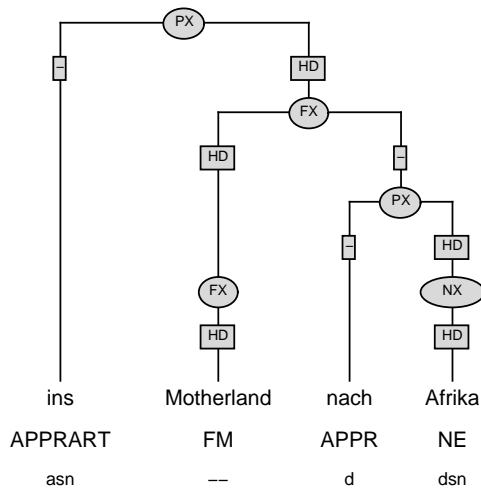 PX
– HD
FX
HD –
PX
– HD
FX NX
HD HD
ins Motherland nach Afrika
APPRART FM APPR NE
asn –– d dsn